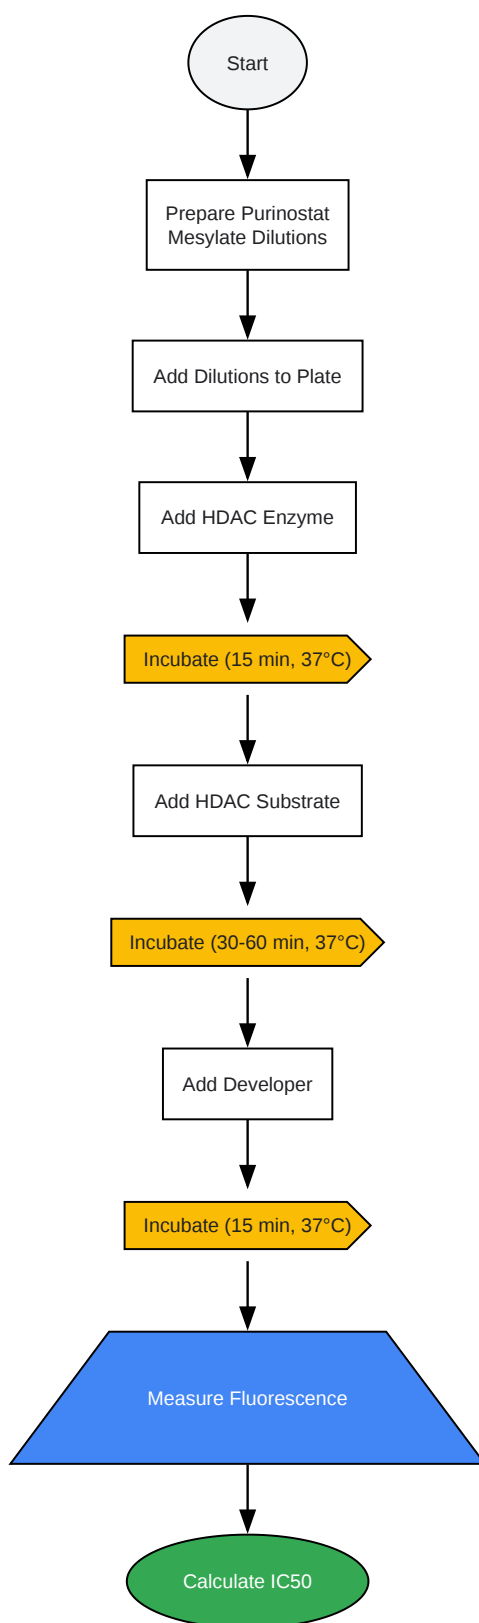 Start
Prepare Purinostat
Mesylate Dilutions
Add Dilutions to Plate
Add HDAC Enzyme
Incubate (15 min, 37°C)
Add HDAC Substrate
Incubate (30-60 min, 37°C)
Add Developer
Incubate (15 min, 37°C)
Measure Fluorescence
Calculate IC50